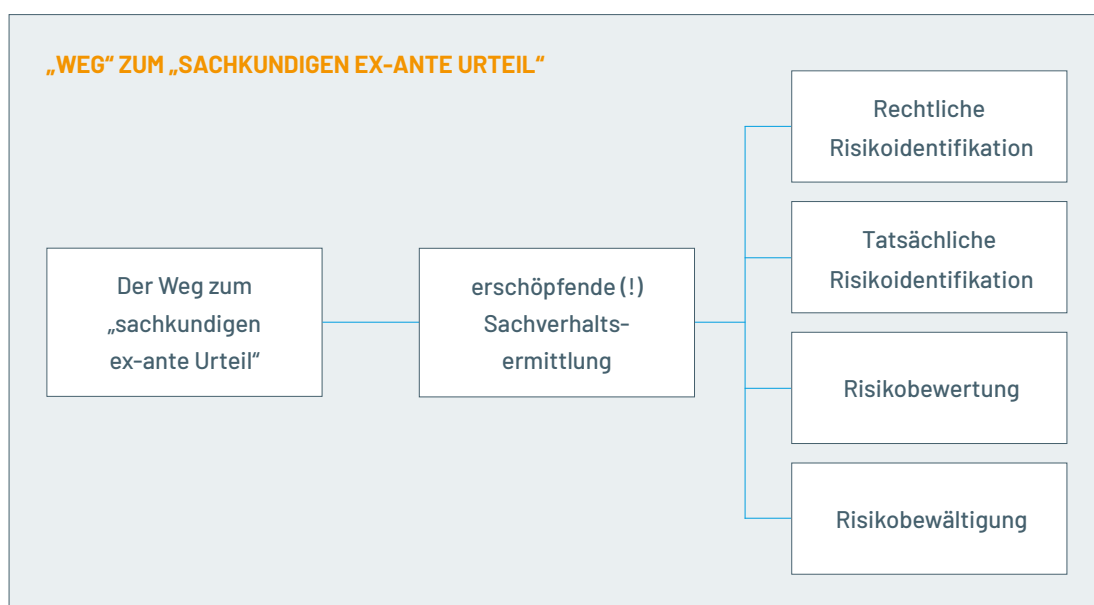 „WEG“ ZUM „SACHKUNDIGEN EX-ANTE URTEIL“
Der Weg zum
„sachkundigen
ex-ante Urteil“
erschöpfende (!)
Sachverhalts-
ermittlung
Rechtliche
Risikoidentifikation
Tatsächliche
Risikoidentifikation
Risikobewertung
Risikobewältigung